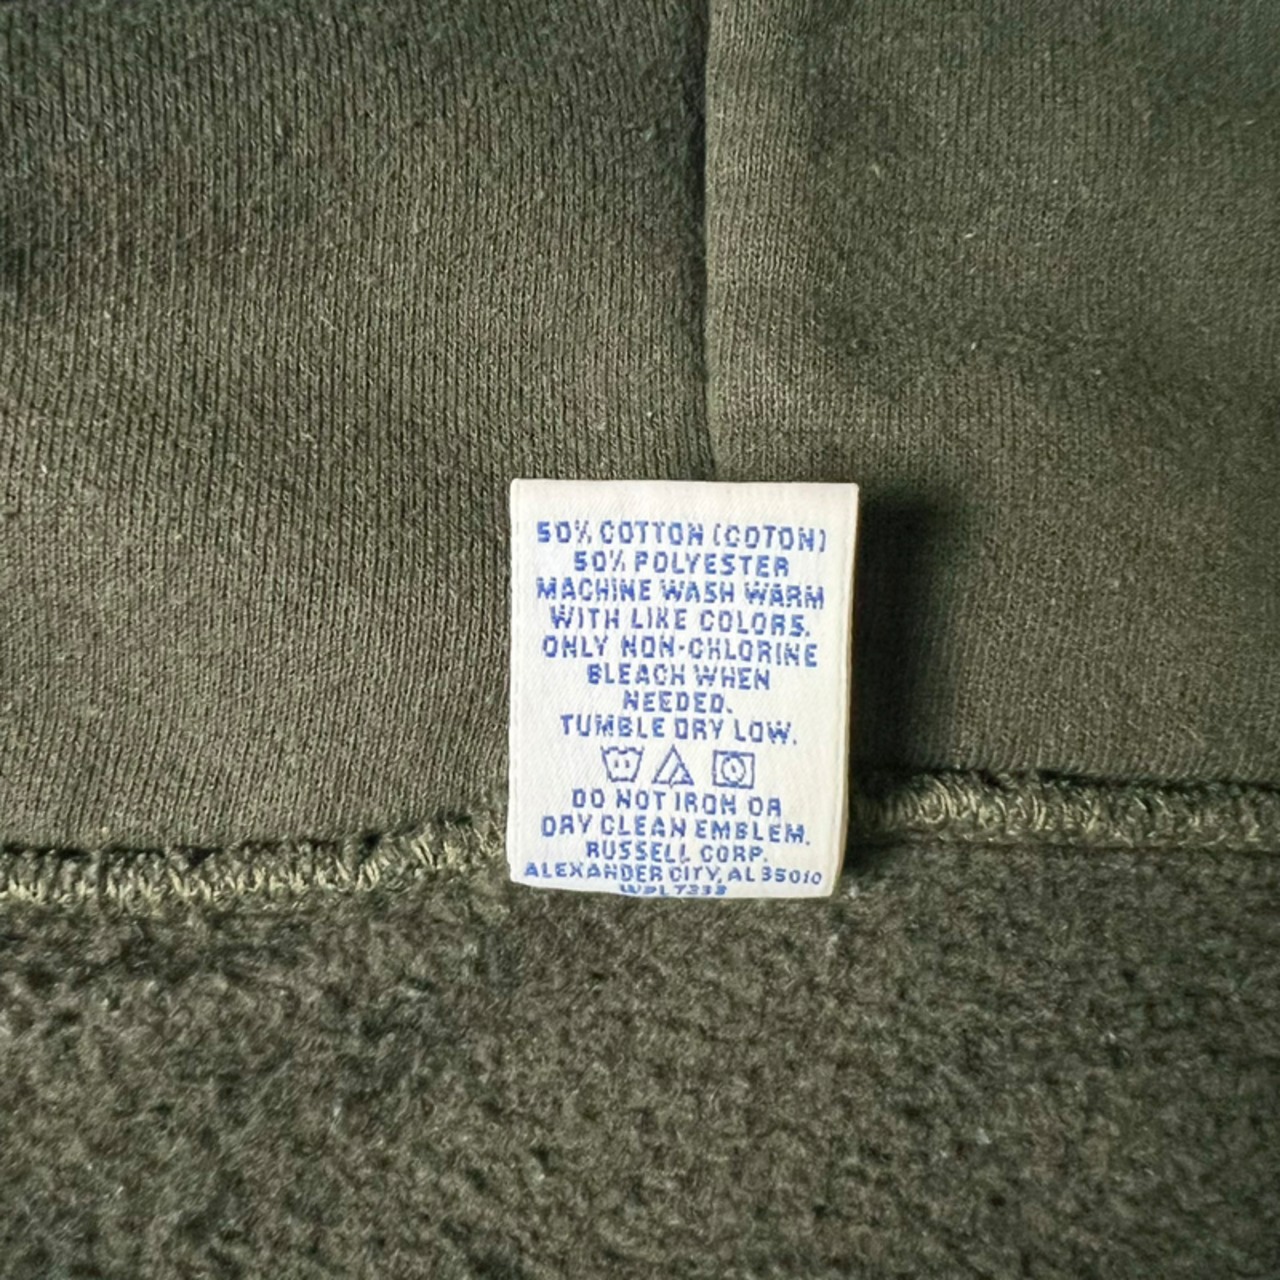 50% COTTON (COTON)
50% POLYESTER
MACHINE WASH WARM
WITH LIKE COLORS.
ONLY NON-CHLORINE
BLEACH WHEN
NEEDED.
TUMBLE DRY LOW.
DO NOT IRON OR
DRY CLEAN EMBLEM.
RUSSELL CORP.
ALEXANDER CITY, AL 35010